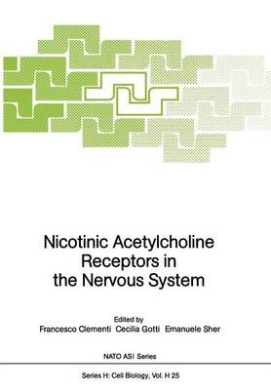 Nicotinic Acetylcholine
Receptors in
the Nervous System
Edited by
Francesco Clementi Cecilia Gotti Emanuele Sher
NATO ASI Series
Series H: Cell Biology, Vol. H 25